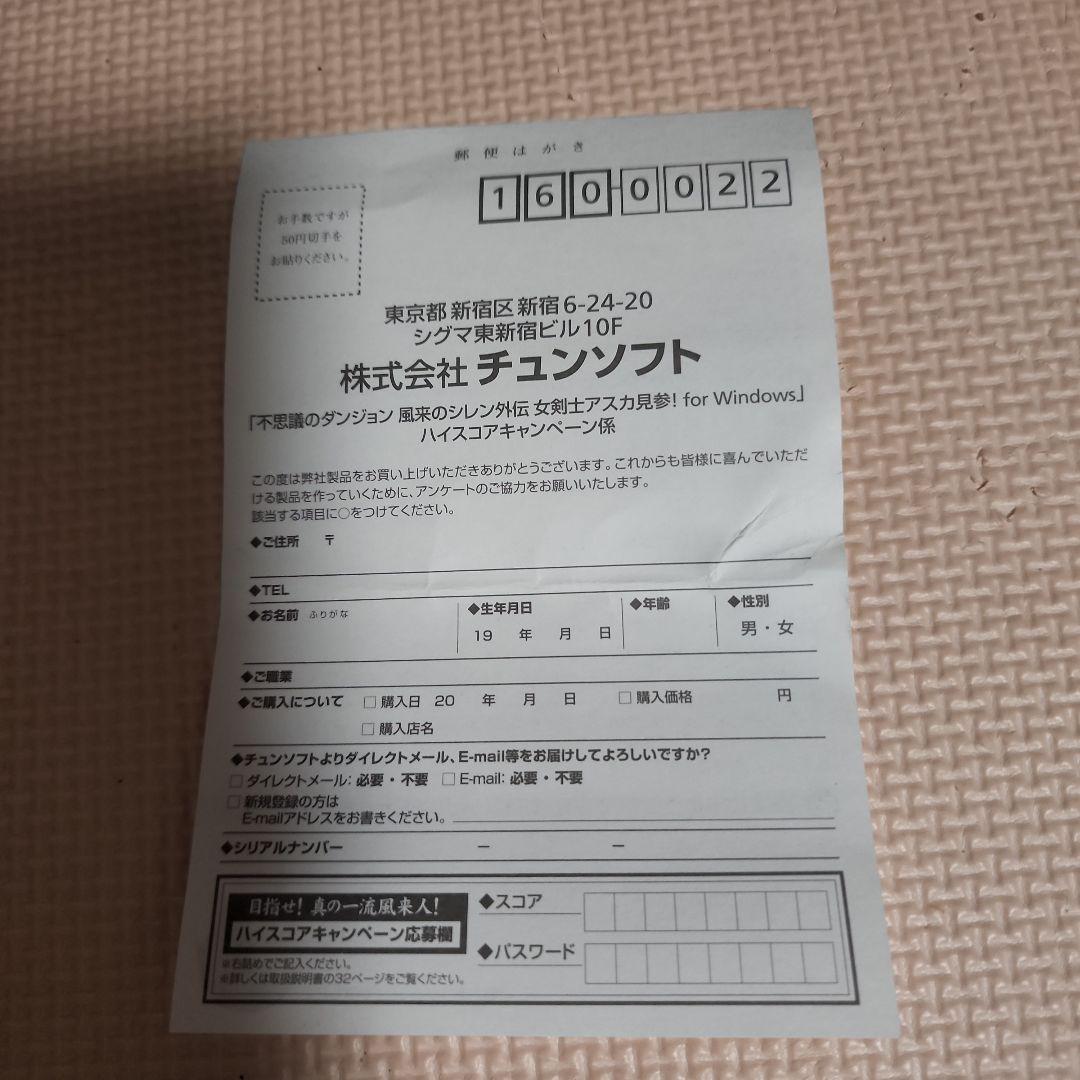 郵便はがき
1600022
お手数ですが
50円切手を
お貼りください。
東京都 新宿区 新宿 6-24-20
シグマ東新宿ビル10F
株式会社 チュンソフト
「不思議のダンジョン 風来のシレン外伝 女剣士アスカ見参! for Windows」
ハイスコアキャンペーン係
この度は弊社製品をお買い上げいただきありがとうございます。これからも皆様に喜んでいただ
ける製品を作っていくために、アンケートのご協力をお願いいたします。
該当する項目に○をつけてください。
◆ご住所 〒
◆TEL
◆お名前 ふりがな ◆生年月日 ◆年齢 ◆性別
19 年 月 日 男・女
◆ご職業
◆ご購入について □ 購入日 20 年 月 日 □ 購入価格 円
□ 購入店名
◆チュンソフトよりダイレクトメール、E-mail等をお届けしてよろしいですか?
□ ダイレクトメール: 必要・不要 □ E-mail: 必要・不要
□ 新規登録の方は
E-mailアドレスをお書きください。
◆シリアルナンバー ー ー
目指せ! 真の一流風来人!
ハイスコアキャンペーン応募欄
※右詰めでご記入ください。
※詳しくは取扱説明書の32ページをご覧ください。
◆スコア
◆パスワード